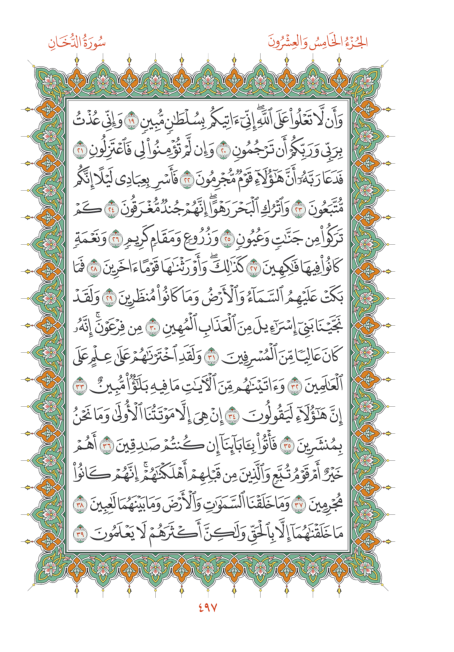 الجُزْءُ الخَامِسُ وَالعِشْرُونَ
سُورَةُ الدُّخَانِ
وَأَن لَّا تَعْلُوا۟ عَلَى ٱللَّهِ إِنِّىٓ ءَاتِيكُم بِسُلْطَٰنٍ مُّبِينٍ ١٩ وَإِنِّى عُذْتُ
بِرَبِّى وَرَبِّكُمْ أَن تَرْجُمُونِ ٢٠ وَإِن لَّمْ تُؤْمِنُوا۟ لِى فَٱعْتَزِلُونِ ٢١
فَدَعَا رَبَّهُۥٓ أَنَّ هَٰٓؤُلَآءِ قَوْمٌ مُّجْرِمُونَ ٢٢ فَأَسْرِ بِعِبَادِى لَيْلًا إِنَّكُم
مُّتَّبَعُونَ ٢٣ وَٱتْرُكِ ٱلْبَحْرَ رَهْوًا إِنَّهُمْ جُندٌ مُّغْرَقُونَ ٢٤ كَمْ
تَرَكُوا۟ مِن جَنَّٰتٍ وَعُيُونٍ ٢٥ وَزُرُوعٍ وَمَقَامٍ كَرِيمٍ ٢٦ وَنَعْمَةٍ
كَانُوا۟ فِيهَا فَٰكِهِينَ ٢٧ كَذَٰلِكَ وَأَوْرَثْنَٰهَا قَوْمًا ءَاخَرِينَ ٢٨ فَمَا
بَكَتْ عَلَيْهِمُ ٱلسَّمَآءُ وَٱلْأَرْضُ وَمَا كَانُوا۟ مُنظَرِينَ ٢٩ وَلَقَدْ
نَجَّيْنَا بَنِىٓ إِسْرَٰٓءِيلَ مِنَ ٱلْعَذَابِ ٱلْمُهِينِ ٣٠ مِن فِرْعَوْنَ إِنَّهُۥ
كَانَ عَالِيًا مِّنَ ٱلْمُسْرِفِينَ ٣١ وَلَقَدِ ٱخْتَرْنَٰهُمْ عَلَىٰ عِلْمٍ عَلَى
ٱلْعَٰلَمِينَ ٣٢ وَءَاتَيْنَٰهُم مِّنَ ٱلْءَايَٰتِ مَا فِيهِ بَلَٰٓؤٌا۟ مُّبِينٌ ٣٣
إِنَّ هَٰٓؤُلَآءِ لَيَقُولُونَ ٣٤ إِنْ هِىَ إِلَّا مَوْتَتُنَا ٱلْأُولَىٰ وَمَا نَحْنُ
بِمُنشَرِينَ ٣٥ فَأْتُوا۟ بِـَٔابَآئِنَآ إِن كُنتُمْ صَٰدِقِينَ ٣٦ أَهُمْ
خَيْرٌ أَمْ قَوْمُ تُبَّعٍ وَٱلَّذِينَ مِن قَبْلِهِمْ أَهْلَكْنَٰهُمْ إِنَّهُمْ كَانُوا۟
مُجْرِمِينَ ٣٧ وَمَا خَلَقْنَا ٱلسَّمَٰوَٰتِ وَٱلْأَرْضَ وَمَا بَيْنَهُمَا لَٰعِبِينَ ٣٨
مَا خَلَقْنَٰهُمَآ إِلَّا بِٱلْحَقِّ وَلَٰكِنَّ أَكْثَرَهُمْ لَا يَعْلَمُونَ ٣٩
٤٩٧